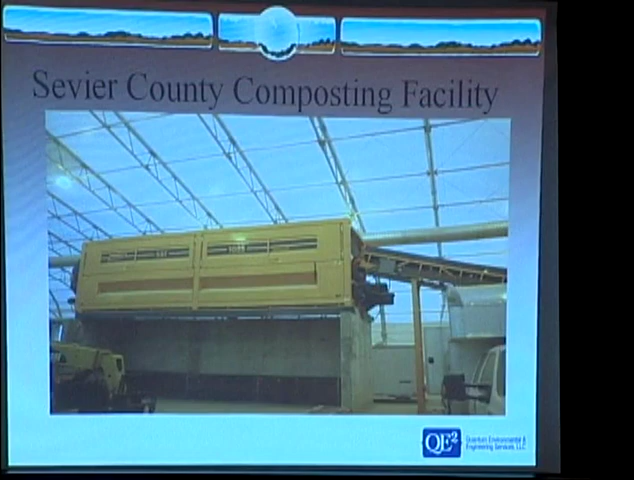 Sevier County Composting Facility
QE²
Quantum Environmental &
Engineering Services, LLC